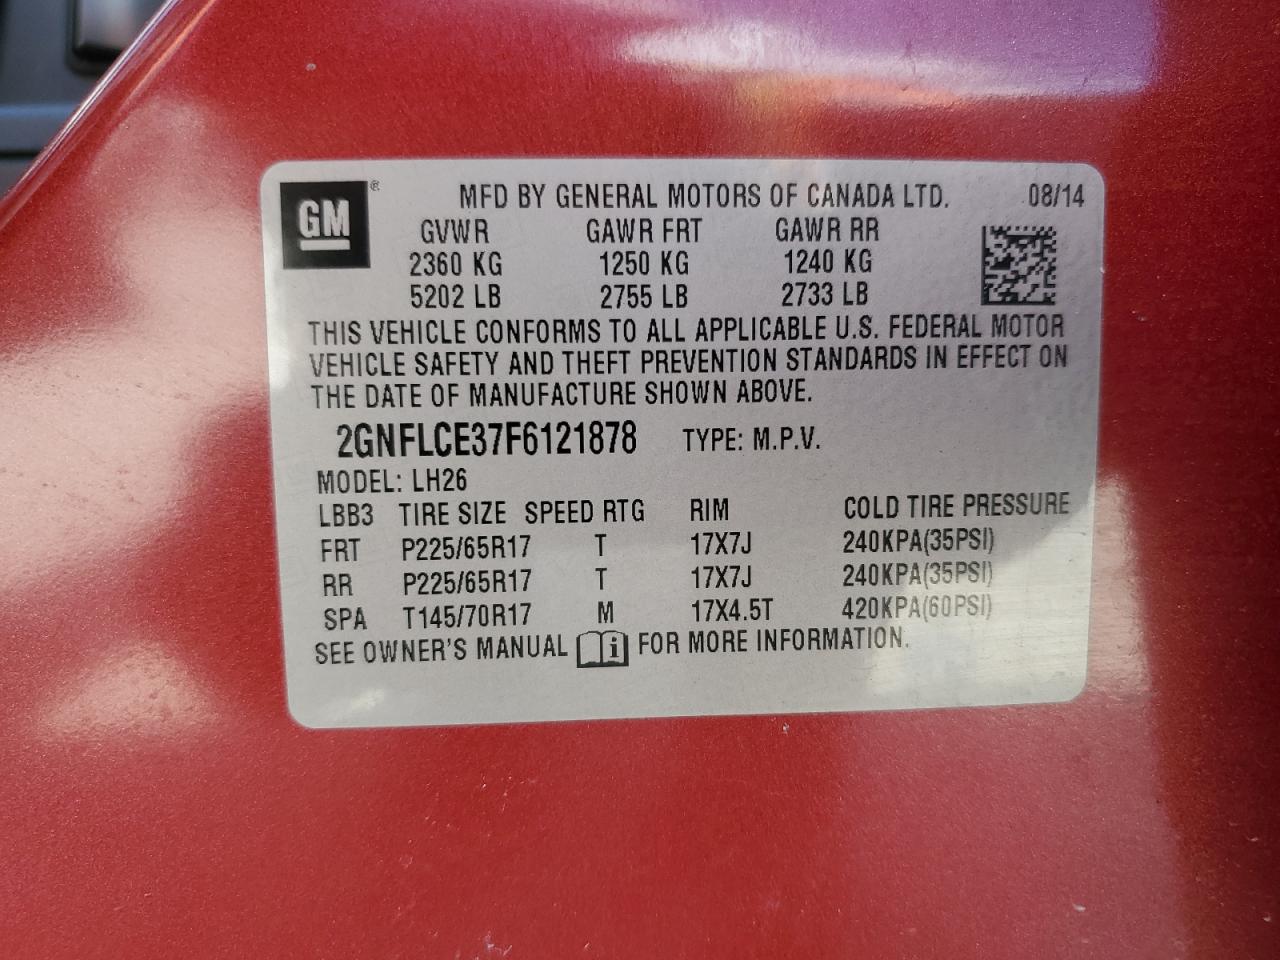 GM ® MFD BY GENERAL MOTORS OF CANADA LTD. 08/14
GVWR GAWR FRT GAWR RR
2360 KG 1250 KG 1240 KG
5202 LB 2755 LB 2733 LB
THIS VEHICLE CONFORMS TO ALL APPLICABLE U.S. FEDERAL MOTOR
VEHICLE SAFETY AND THEFT PREVENTION STANDARDS IN EFFECT ON
THE DATE OF MANUFACTURE SHOWN ABOVE.
2GNFLCE37F6121878 TYPE: M.P.V.
MODEL: LH26
LBB3 TIRE SIZE SPEED RTG RIM COLD TIRE PRESSURE
FRT P225/65R17 T 17X7J 240KPA(35PSI)
RR P225/65R17 T 17X7J 240KPA(35PSI)
SPA T145/70R17 M 17X4.5T 420KPA(60PSI)
SEE OWNER'S MANUAL i FOR MORE INFORMATION.